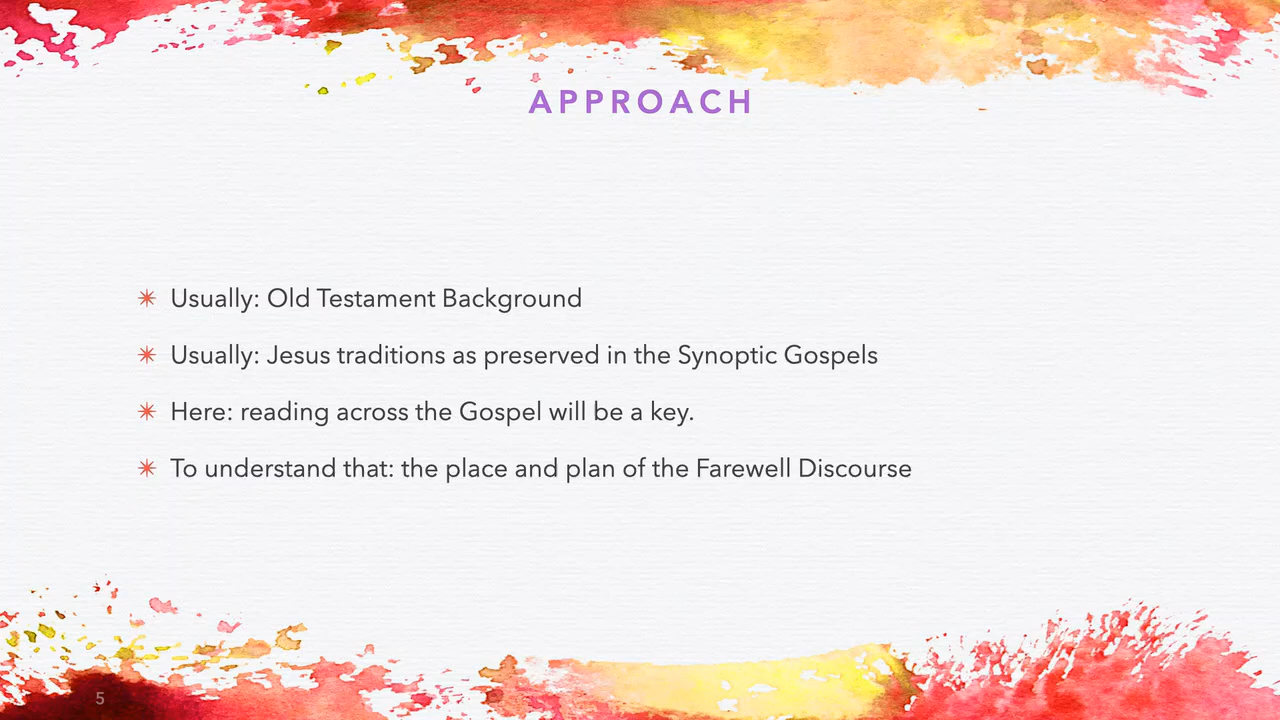 APPROACH
Usually: Old Testament Background
Usually: Jesus traditions as preserved in the Synoptic Gospels
Here: reading across the Gospel will be a key.
To understand that: the place and plan of the Farewell Discourse
5